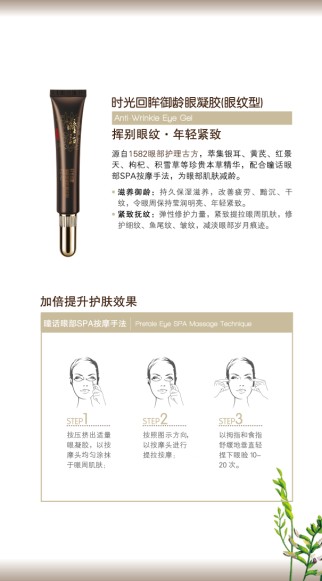 时光回眸御龄眼凝胶(眼纹型)
Anti Wrinkle Eye Gel
挥别眼纹·年轻紧致
源自1582眼部护理古方，萃集银耳、黄芪、红景
天、枸杞、积雪草等珍贵本草精华，配合瞳话眼
部SPA按摩手法，为眼部肌肤减龄。
·滋养御龄：持久保湿滋养，改善疲劳、黯沉、干
纹，令眼周保持莹润明亮、年轻紧致。
·紧致抚纹：弹性修护力量，紧致提拉眼周肌肤，修
护细纹、鱼尾纹、皱纹，减淡眼部岁月痕迹。
加倍提升护肤效果
瞳话眼部SPA按摩手法 Pretale Eye SPA Massage Technique
STEP1
按压挤出适量
眼凝胶，以按
摩头均匀涂抹
于眼周肌肤；
STEP2
按照图示方向，
以按摩头进行
提拉按摩；
STEP3
以拇指和食指
舒缓地垂直轻
捏下眼睑 10–
20 次。